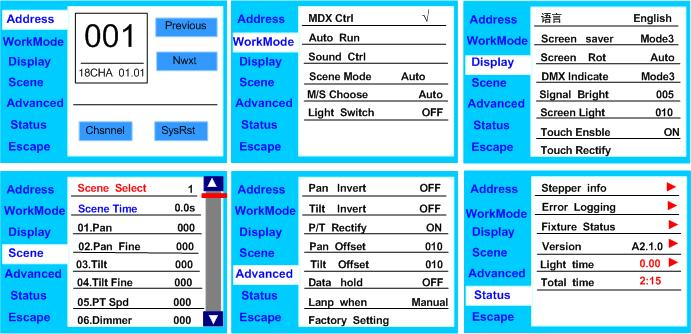 Address
WorkMode
Display
Scene
Advanced
Status
Escape
001
18CHA 01.01
Previous
Nwxt
Chsnnel
SysRst
Address
WorkMode
Display
Scene
Advanced
Status
Escape
MDX Ctrl √
Auto Run
Sound Ctrl
Scene Mode Auto
M/S Choose Auto
Light Switch OFF
Address
WorkMode
Display
Scene
Advanced
Status
Escape
语言 English
Screen saver Mode3
Screen Rot Auto
DMX Indicate Mode3
Signal Bright 005
Screen Light 010
Touch Ensble ON
Touch Rectify
Address
WorkMode
Display
Scene
Advanced
Status
Escape
Scene Select 1
Scene Time 0.0s
01.Pan 000
02.Pan Fine 000
03.Tilt 000
04.Tilt Fine 000
05.PT Spd 000
06.Dimmer 000
Address
WorkMode
Display
Scene
Advanced
Status
Escape
Pan Invert OFF
Tilt Invert OFF
P/T Rectify ON
Pan Offset 010
Tilt Offset 010
Data hold OFF
Lanp when Manual
Factory Setting
Address
WorkMode
Display
Scene
Advanced
Status
Escape
Stepper info
Error Logging
Fixture Status
Version A2.1.0
Light time 0.00
Total time 2:15